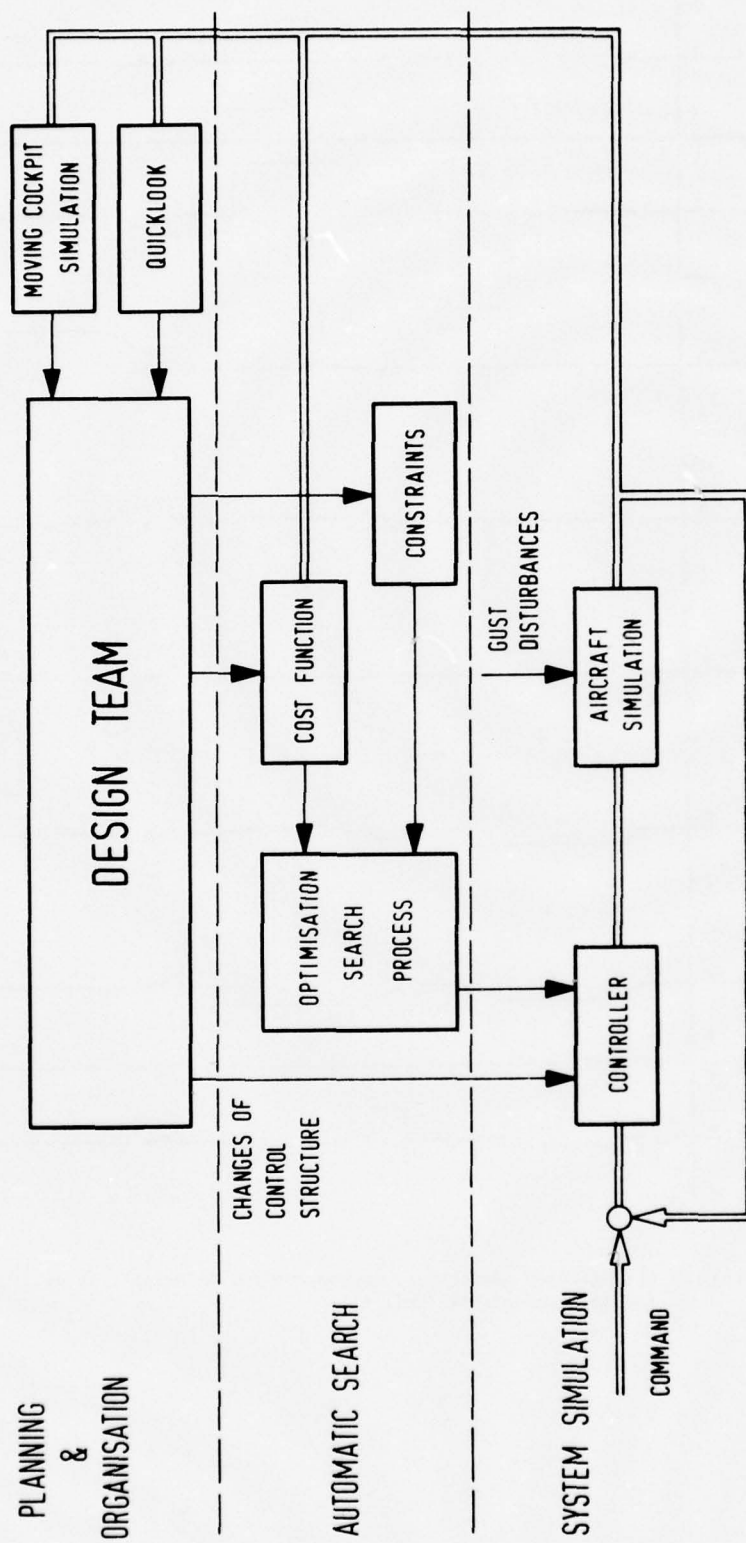 PLANNING
&
ORGANISATION
DESIGN TEAM
MOVING COCKPIT
SIMULATION
QUICKLOOK
CHANGES OF
CONTROL
STRUCTURE
AUTOMATIC SEARCH
OPTIMISATION
SEARCH
PROCESS
COST FUNCTION
CONSTRAINTS
SYSTEM SIMULATION
COMMAND
CONTROLLER
GUST
DISTURBANCES
AIRCRAFT
SIMULATION